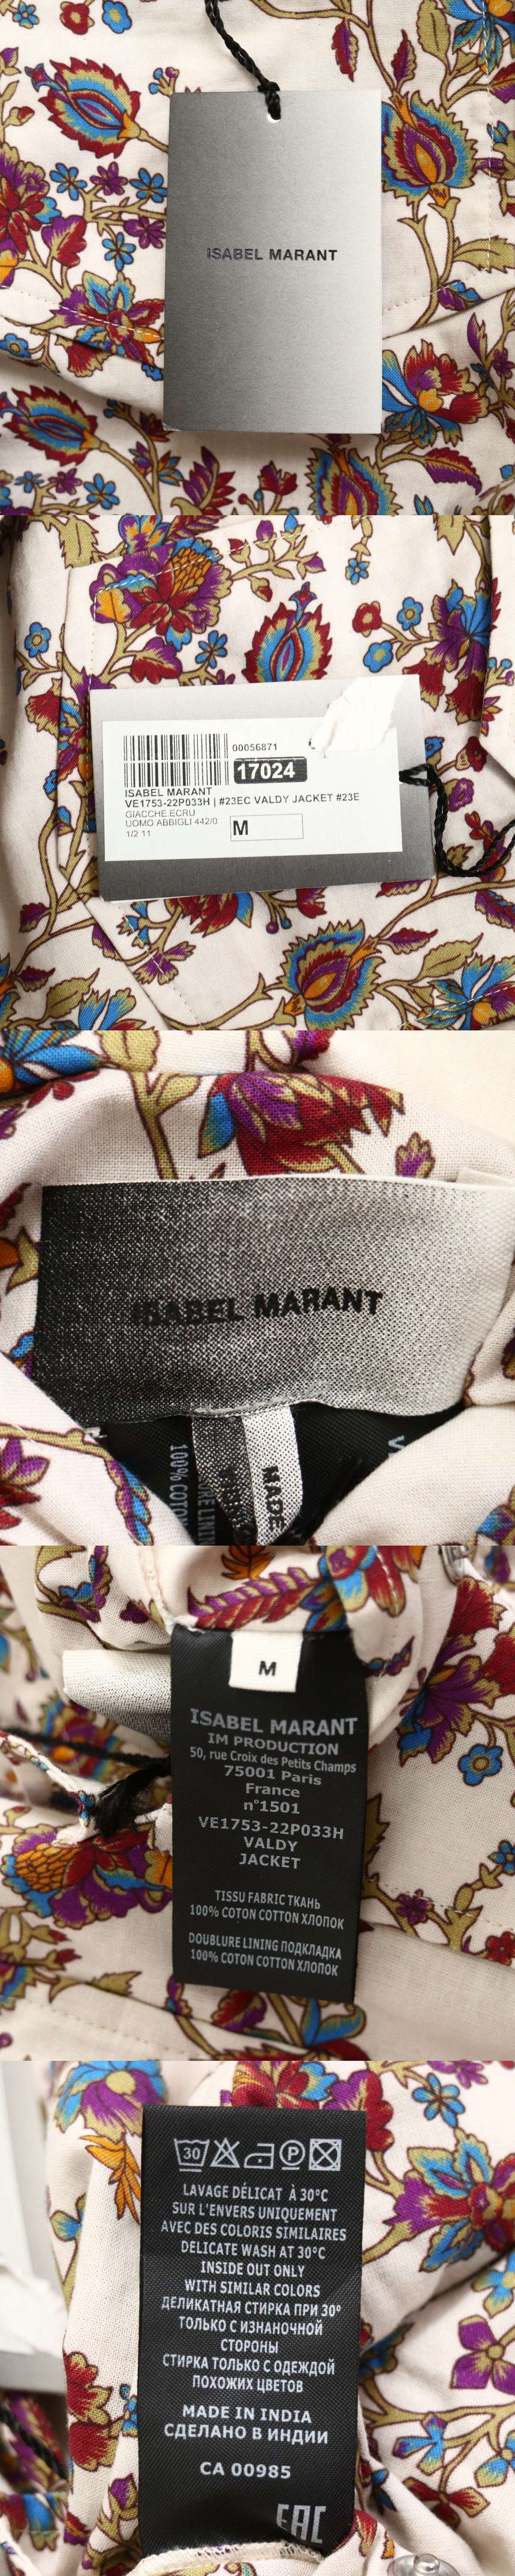 ISABEL MARANT
00056871
17024
ISABEL MARANT
VE1753-22P033H | #23EC VALDY JACKET #23E
GIACCHE.ECRU
UOMO ABBIGLI 442/0
1/2 11
M
ISABEL MARANT
100% COTO
MADE
M
ISABEL MARANT
IM PRODUCTION
50, rue Croix des Petits Champs
75001 Paris
France
n°1501
VE1753-22P033H
VALDY
JACKET
TISSU FABRIC ТКАНЬ
100% COTON COTTON ХЛОПОК
DOUBLURE LINING ПОДКЛАДКА
100% COTON COTTON ХЛОПОК
30 P
LAVAGE DÉLICAT À 30°C
SUR L'ENVERS UNIQUEMENT
AVEC DES COLORIS SIMILAIRES
DELICATE WASH AT 30°C
INSIDE OUT ONLY
WITH SIMILAR COLORS
ДЕЛИКАТНАЯ СТИРКА ПРИ 30°
ТОЛЬКО С ИЗНАНОЧНОЙ
СТОРОНЫ
СТИРКА ТОЛЬКО С ОДЕЖДОЙ
ПОХОЖИХ ЦВЕТОВ
MADE IN INDIA
СДЕЛАНО В ИНДИИ
CA 00985
EAC